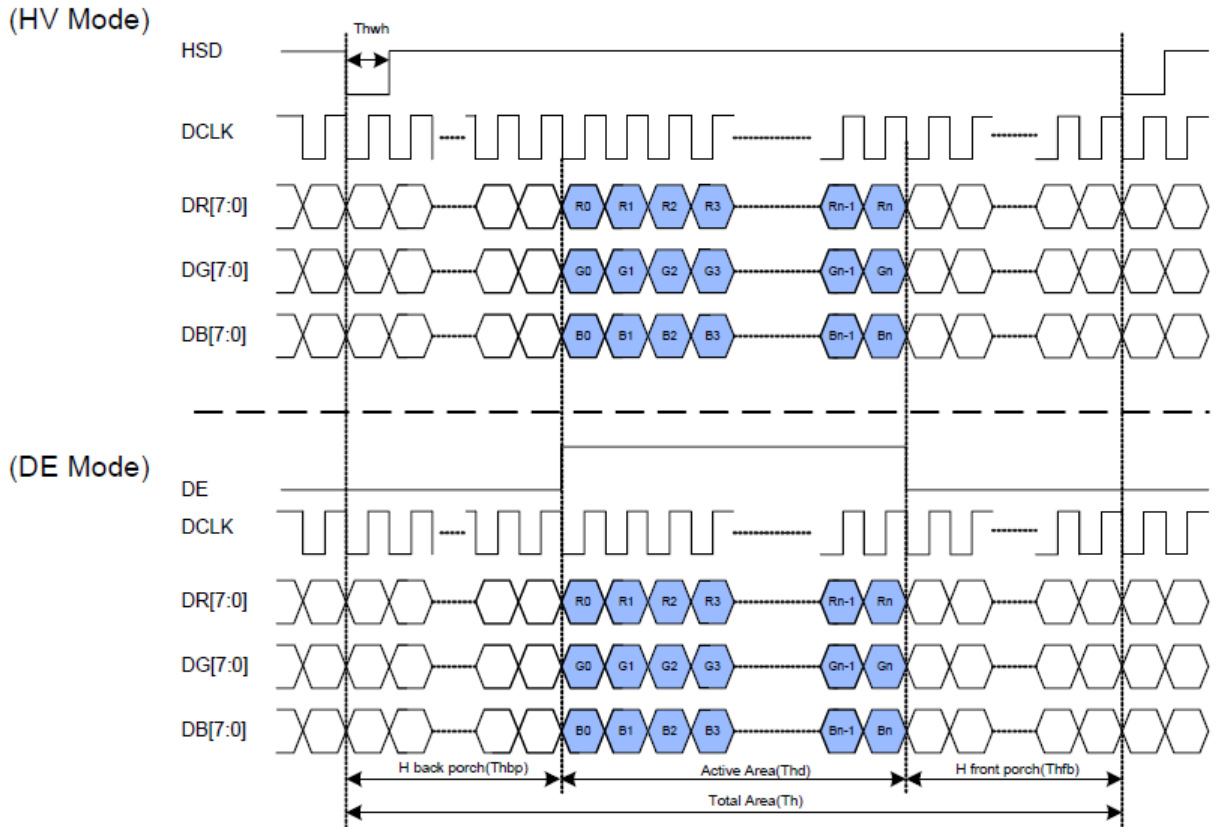 (HV Mode)
Thwh
HSD
DCLK
DR[7:0] R0 R1 R2 R3 Rn-1 Rn
DG[7:0] G0 G1 G2 G3 Gn-1 Gn
DB[7:0] B0 B1 B2 B3 Bn-1 Bn
(DE Mode)
DE
DCLK
DR[7:0] R0 R1 R2 R3 Rn-1 Rn
DG[7:0] G0 G1 G2 G3 Gn-1 Gn
DB[7:0] B0 B1 B2 B3 Bn-1 Bn
H back porch(Thbp) Active Area(Thd) H front porch(Thfb)
Total Area(Th)